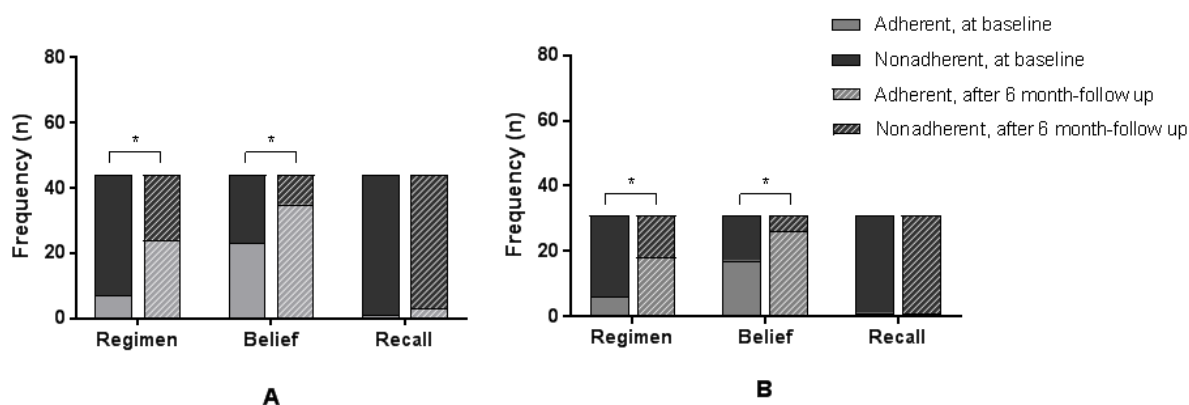 Adherent, at baseline
Nonadherent, at baseline
Adherent, after 6 month-follow up
Nonadherent, after 6 month-follow up
Frequency (n)
80
60
40
20
0
*
*
Regimen
Belief
Recall
A
Frequency (n)
80
60
40
20
0
*
*
Regimen
Belief
Recall
B